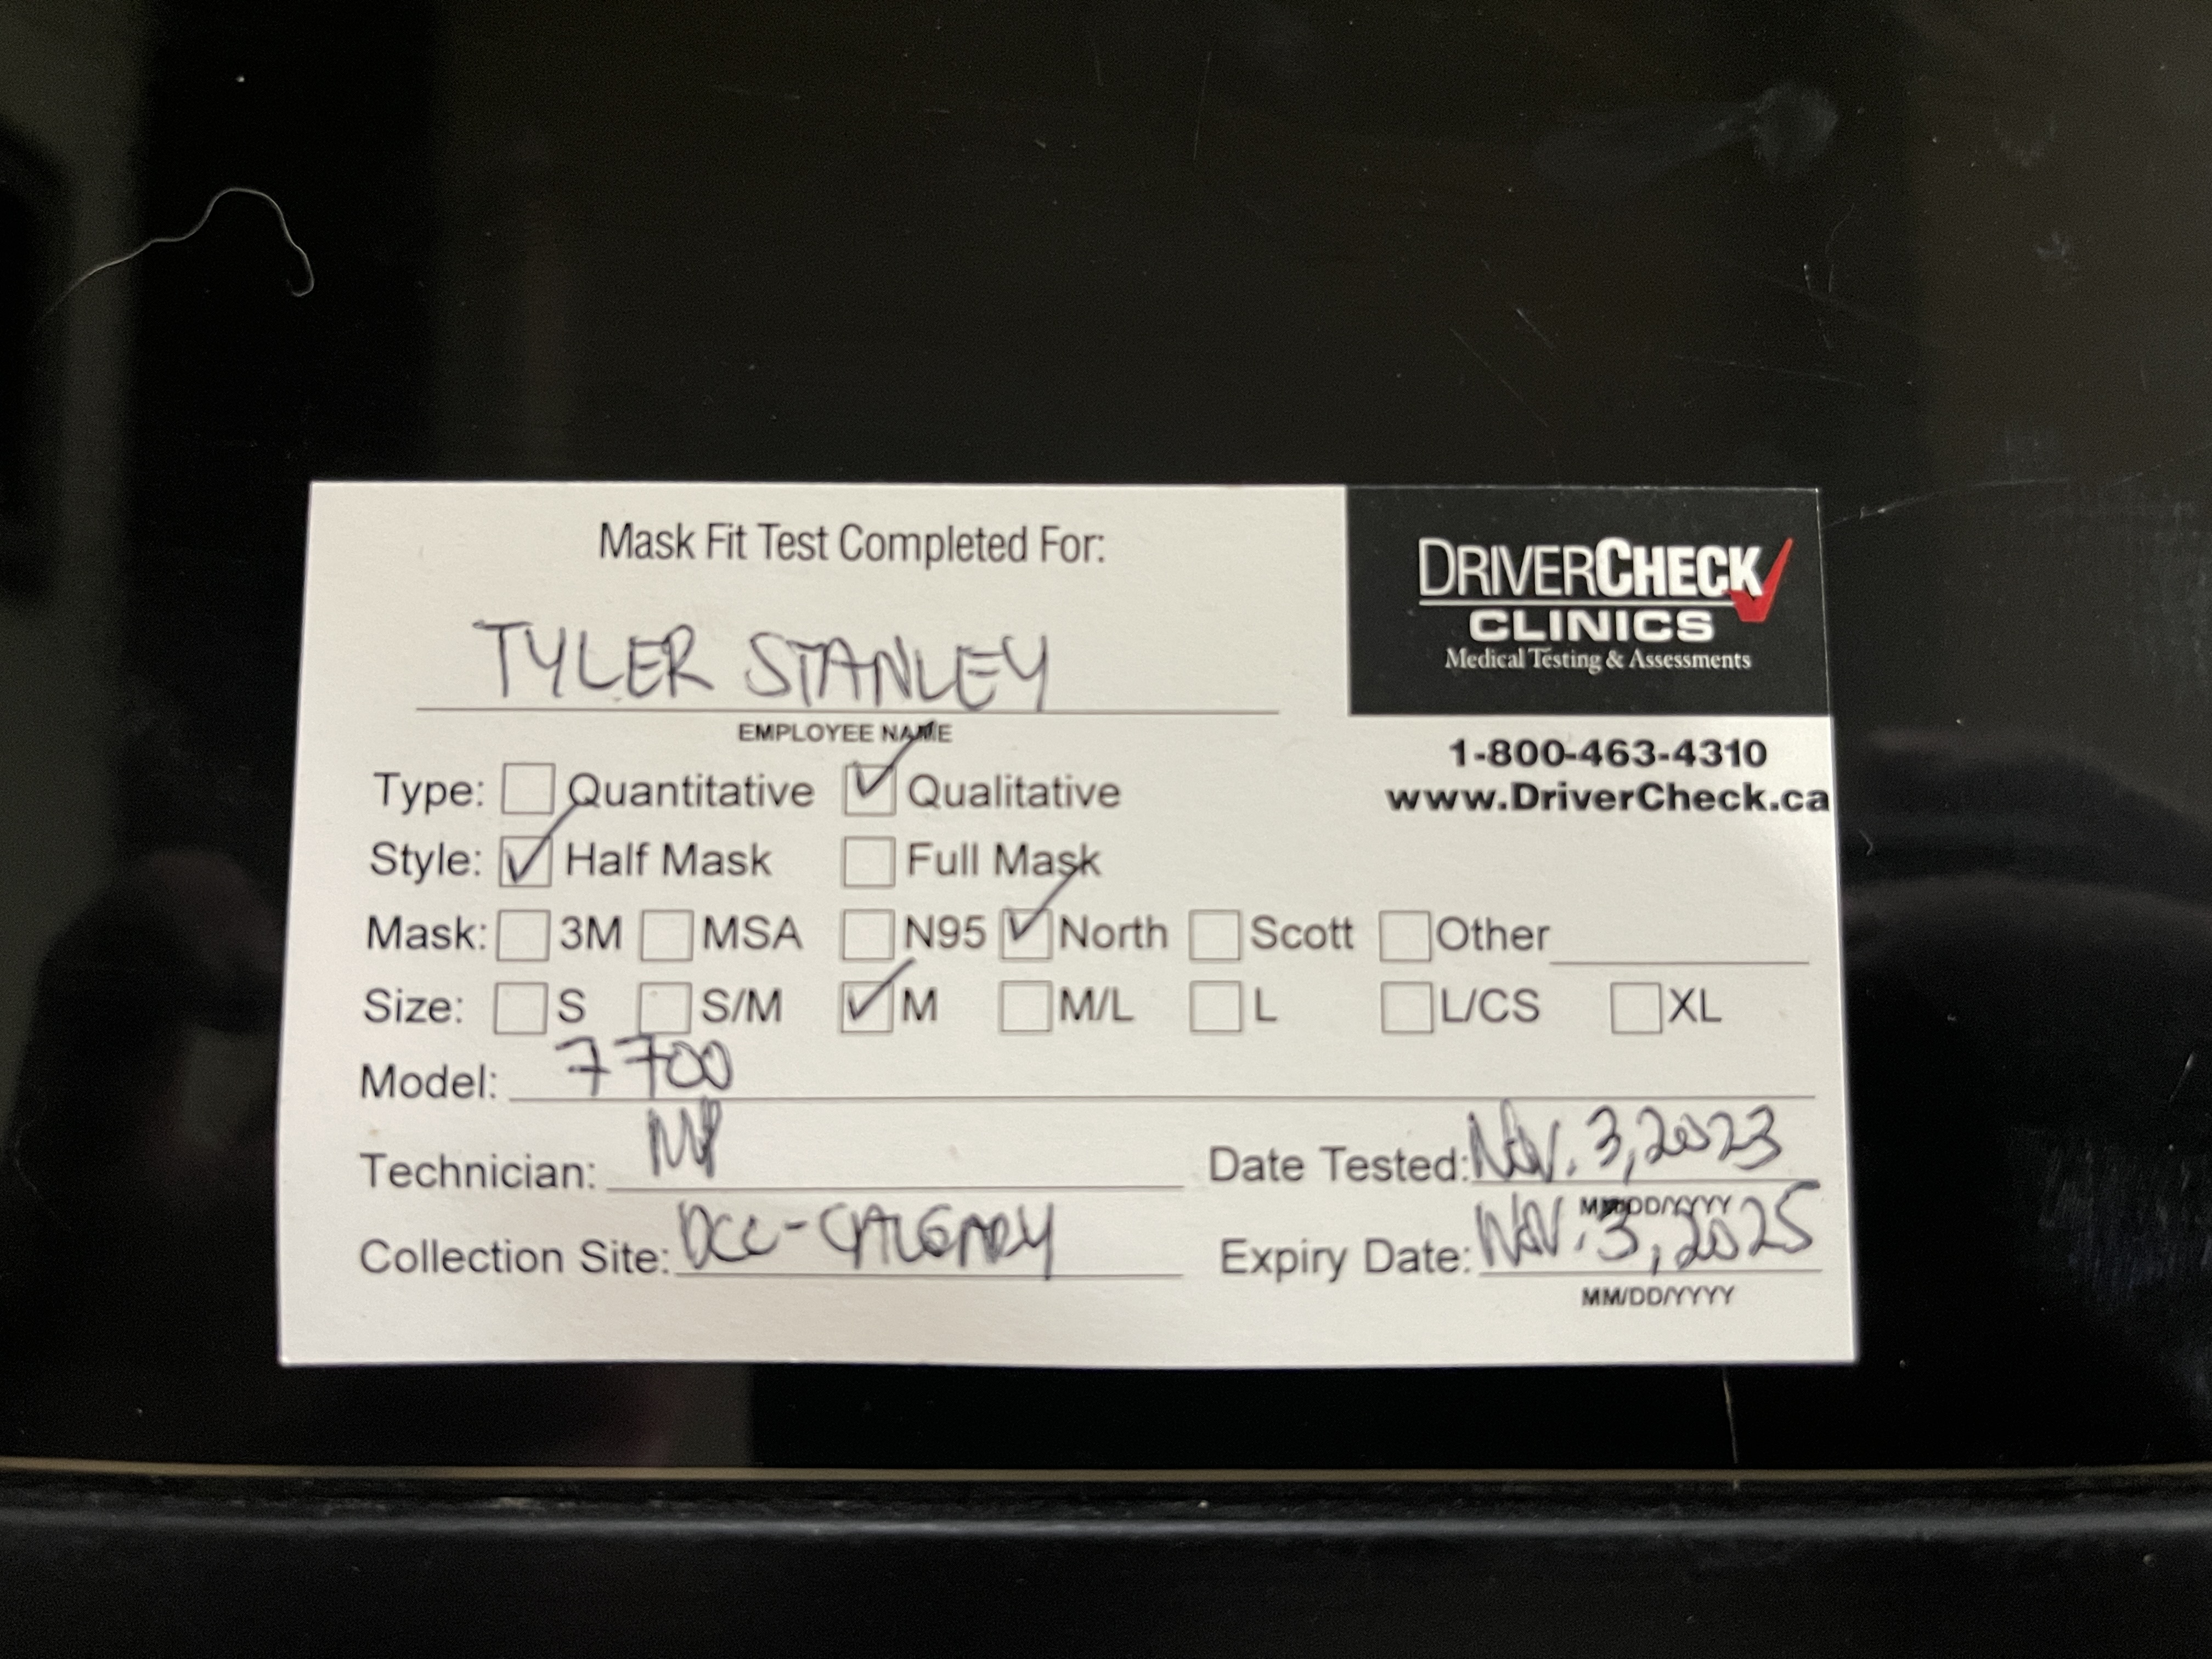 Mask Fit Test Completed For:
DRIVERCHECK
CLINICS
Medical Testing & Assessments
TYLER STANLEY
EMPLOYEE NAME
1-800-463-4310
www.DriverCheck.ca
Type: Quantitative Qualitative
Style: Half Mask Full Mask
Mask: 3M MSA N95 North Scott Other
Size: S S/M M M/L L L/CS XL
Model: 7700
Technician: MP
Date Tested: Nov. 3, 2023
MM/DD/YYYY
Collection Site: DCC-CALGARY
Expiry Date: Nov. 3, 2025
MM/DD/YYYY